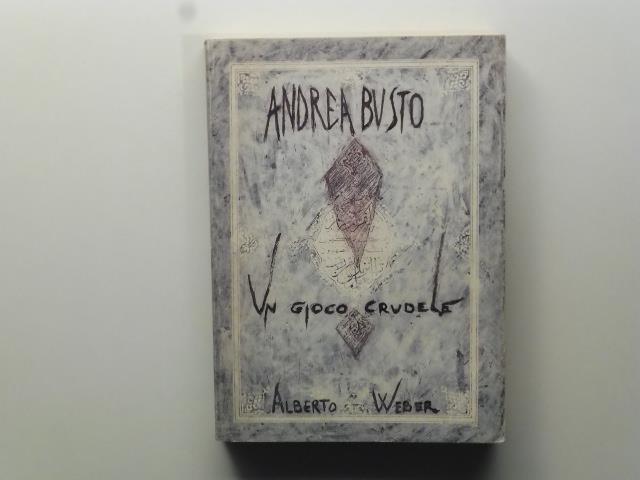 ANDREA BUSTO
UN GIOCO CRUDELE
ALBERTO WEBER